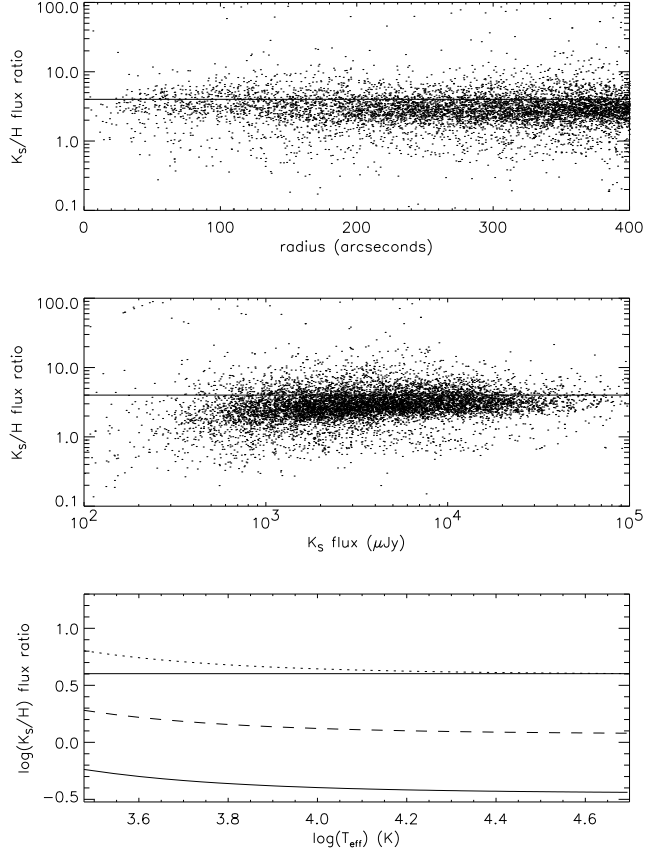 100.0
10.0
1.0
0.1
K_S/H flux ratio
0 100 200 300 400
radius (arcseconds)
100.0
10.0
1.0
0.1
K_S/H flux ratio
10^2 10^3 10^4 10^5
K_S flux (μJy)
1.0
0.5
0.0
−0.5
log(K_S/H) flux ratio
3.6 3.8 4.0 4.2 4.4 4.6
log(T_eff) (K)